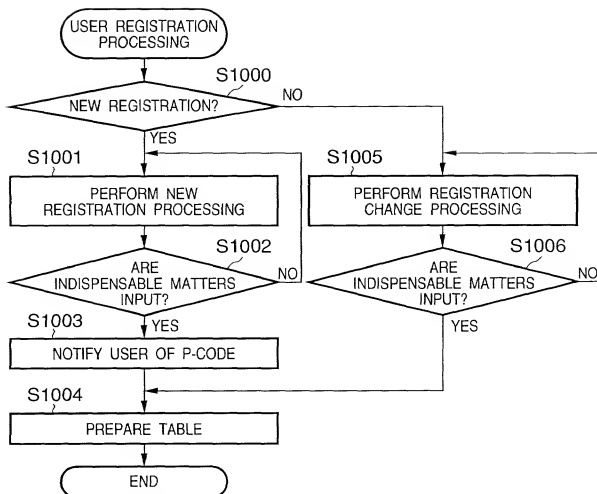 USER REGISTRATION
PROCESSING
S1000
NEW REGISTRATION?
NO
YES
S1001
PERFORM NEW
REGISTRATION PROCESSING
S1002
ARE
INDISPENSABLE MATTERS
INPUT?
NO
YES
S1003
NOTIFY USER OF P-CODE
S1004
PREPARE TABLE
END
S1005
PERFORM REGISTRATION
CHANGE PROCESSING
S1006
ARE
INDISPENSABLE MATTERS
INPUT?
NO
YES